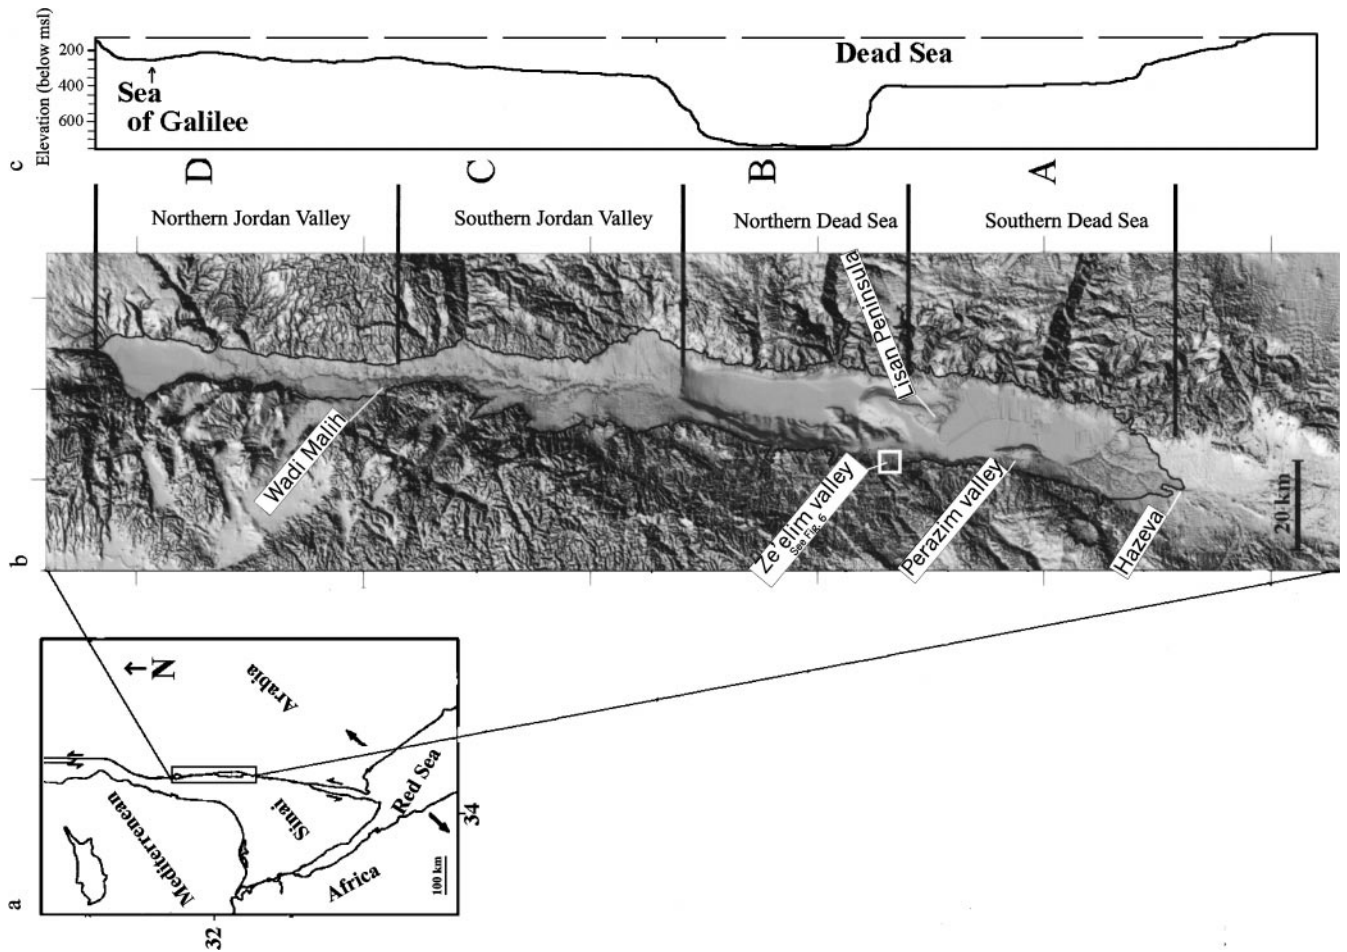 c
Elevation (below msl)
200
400
600
Sea
of Galilee
Dead Sea
D
C
B
A
Northern Jordan Valley
Southern Jordan Valley
Northern Dead Sea
Southern Dead Sea
b
Wadi Malih
Lisan Peninsula
Ze'elim valley
See Fig. 6
Perazim valley
Hazeva
20 km
a
N
Arabia
Mediterrenean
Sinai
Red Sea
Africa
100 km
34
32